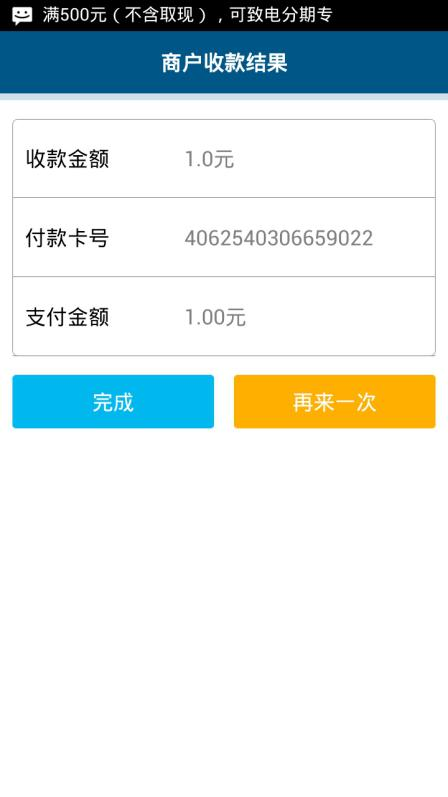 满500元（不含取现），可致电分期专
商户收款结果
收款金额 1.0元
付款卡号 4062540306659022
支付金额 1.00元
完成 再来一次